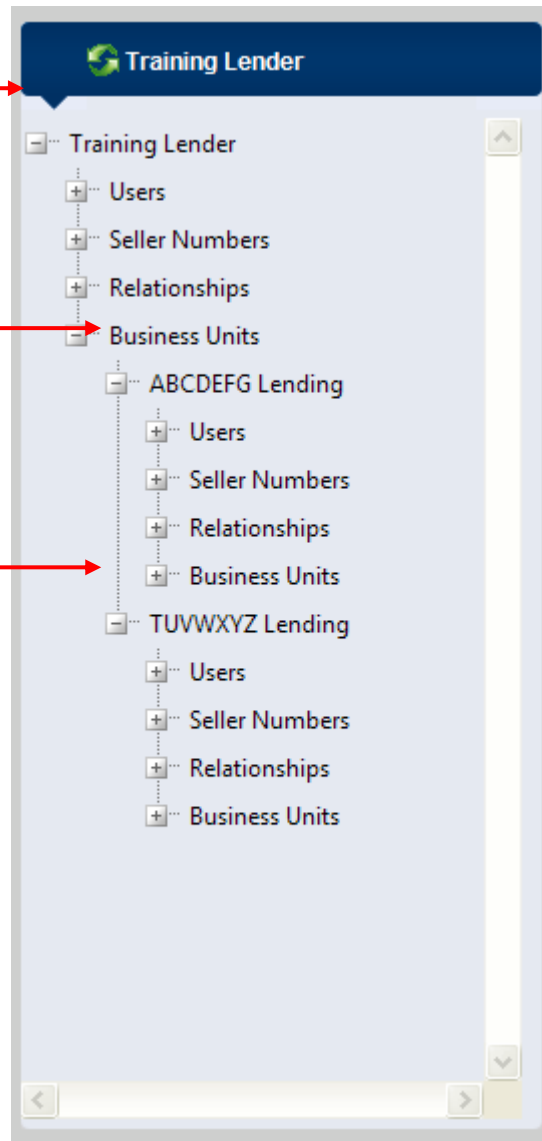 Training Lender
Training Lender
Users
Seller Numbers
Relationships
Business Units
ABCDEFG Lending
Users
Seller Numbers
Relationships
Business Units
TUVWXYZ Lending
Users
Seller Numbers
Relationships
Business Units